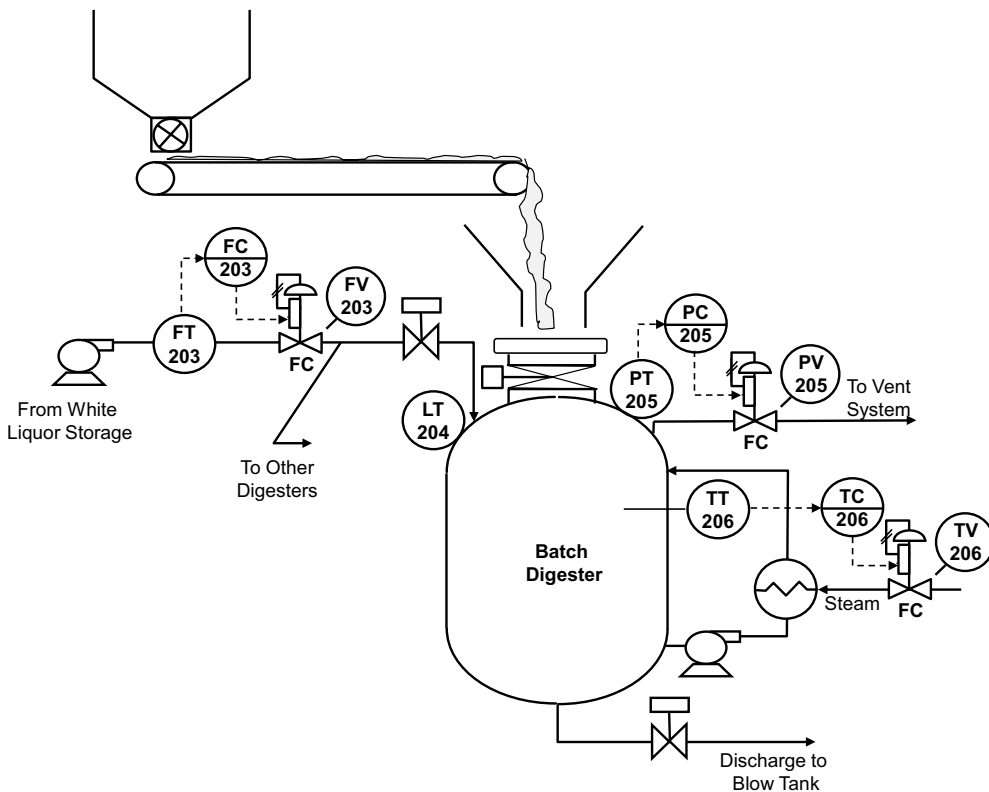 FC
203
FV
203
FT
203
FC
From White
Liquor Storage
To Other
Digesters
LT
204
PC
205
PT
205
PV
205
To Vent
System
FC
TT
206
TC
206
TV
206
Steam
FC
Batch
Digester
Discharge to
Blow Tank